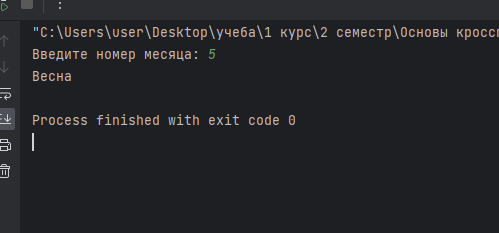 "C:\Users\user\Desktop\учеба\1 курс\2 семестр\Основы
Введите номер месяца: 5
Весна
Process finished with exit code 0